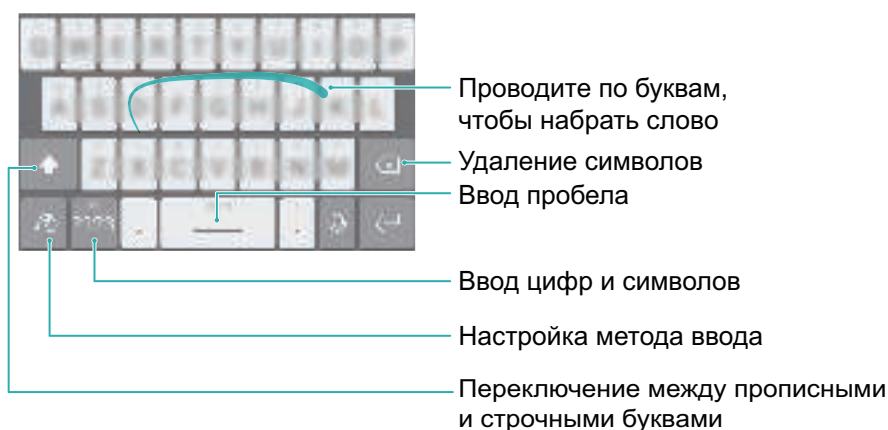 Проводите по буквам,
чтобы набрать слово
Удаление символов
Ввод пробела
Ввод цифр и символов
Настройка метода ввода
Переключение между прописными
и строчными буквами